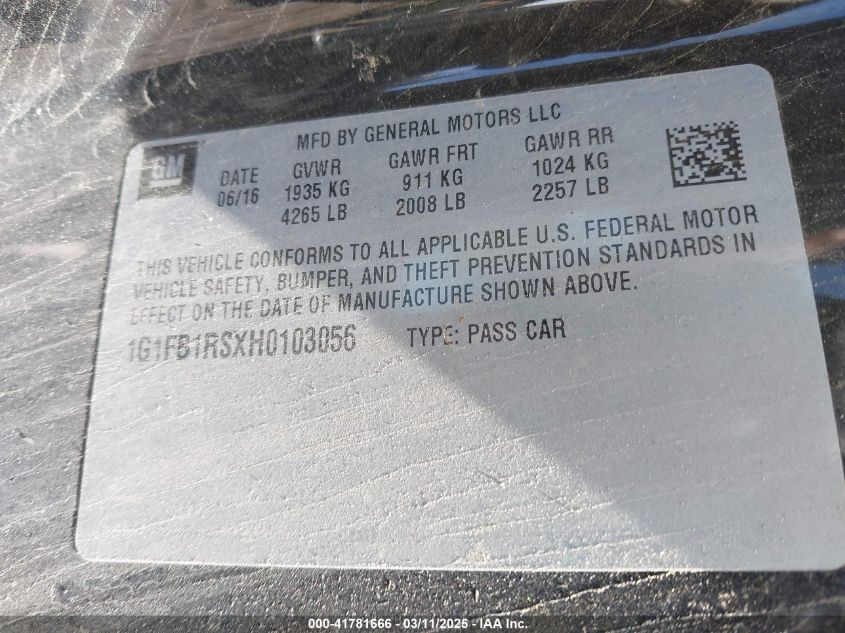 MFD BY GENERAL MOTORS LLC
GM
DATE GVWR GAWR FRT GAWR RR
06/16 1935 KG 911 KG 1024 KG
4265 LB 2008 LB 2257 LB
THIS VEHICLE CONFORMS TO ALL APPLICABLE U.S. FEDERAL MOTOR
VEHICLE SAFETY, BUMPER, AND THEFT PREVENTION STANDARDS IN
EFFECT ON THE DATE OF MANUFACTURE SHOWN ABOVE.
1G1FB1RSXH0103056 TYPE: PASS CAR
000-41781666 - 03/11/2025 - IAA Inc.